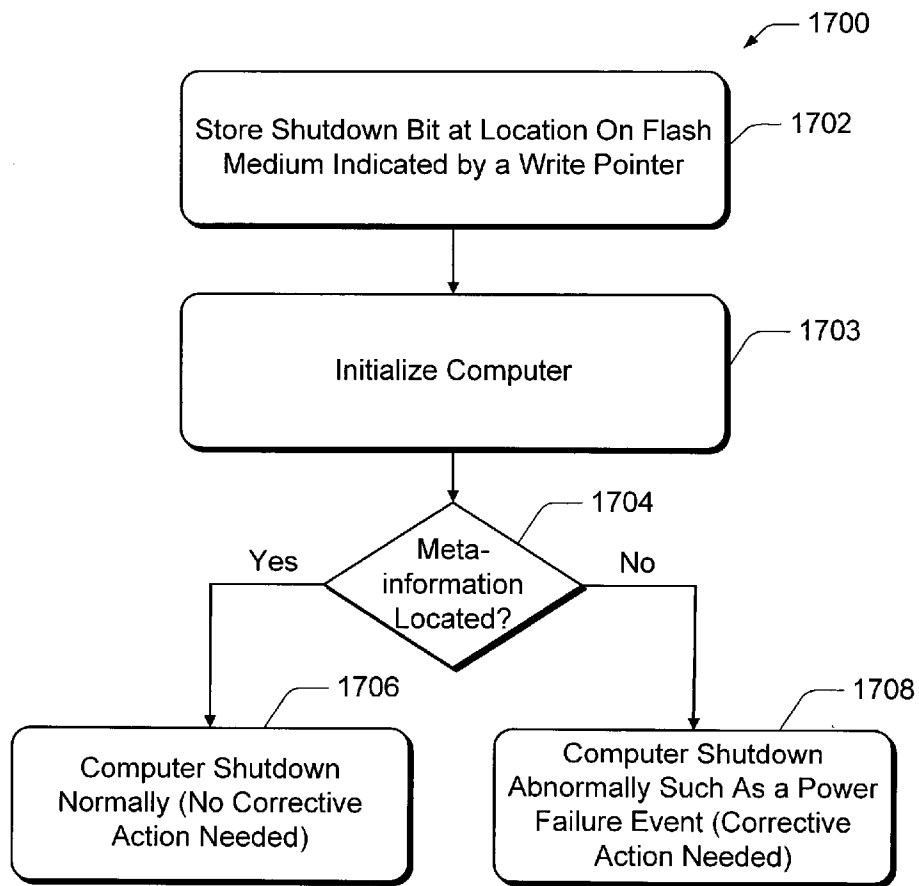 1700
Store Shutdown Bit at Location On Flash
Medium Indicated by a Write Pointer
1702
Initialize Computer
1703
1704
Meta-
information
Located?
Yes
No
1706
Computer Shutdown
Normally (No Corrective
Action Needed)
1708
Computer Shutdown
Abnormally Such As a Power
Failure Event (Corrective
Action Needed)